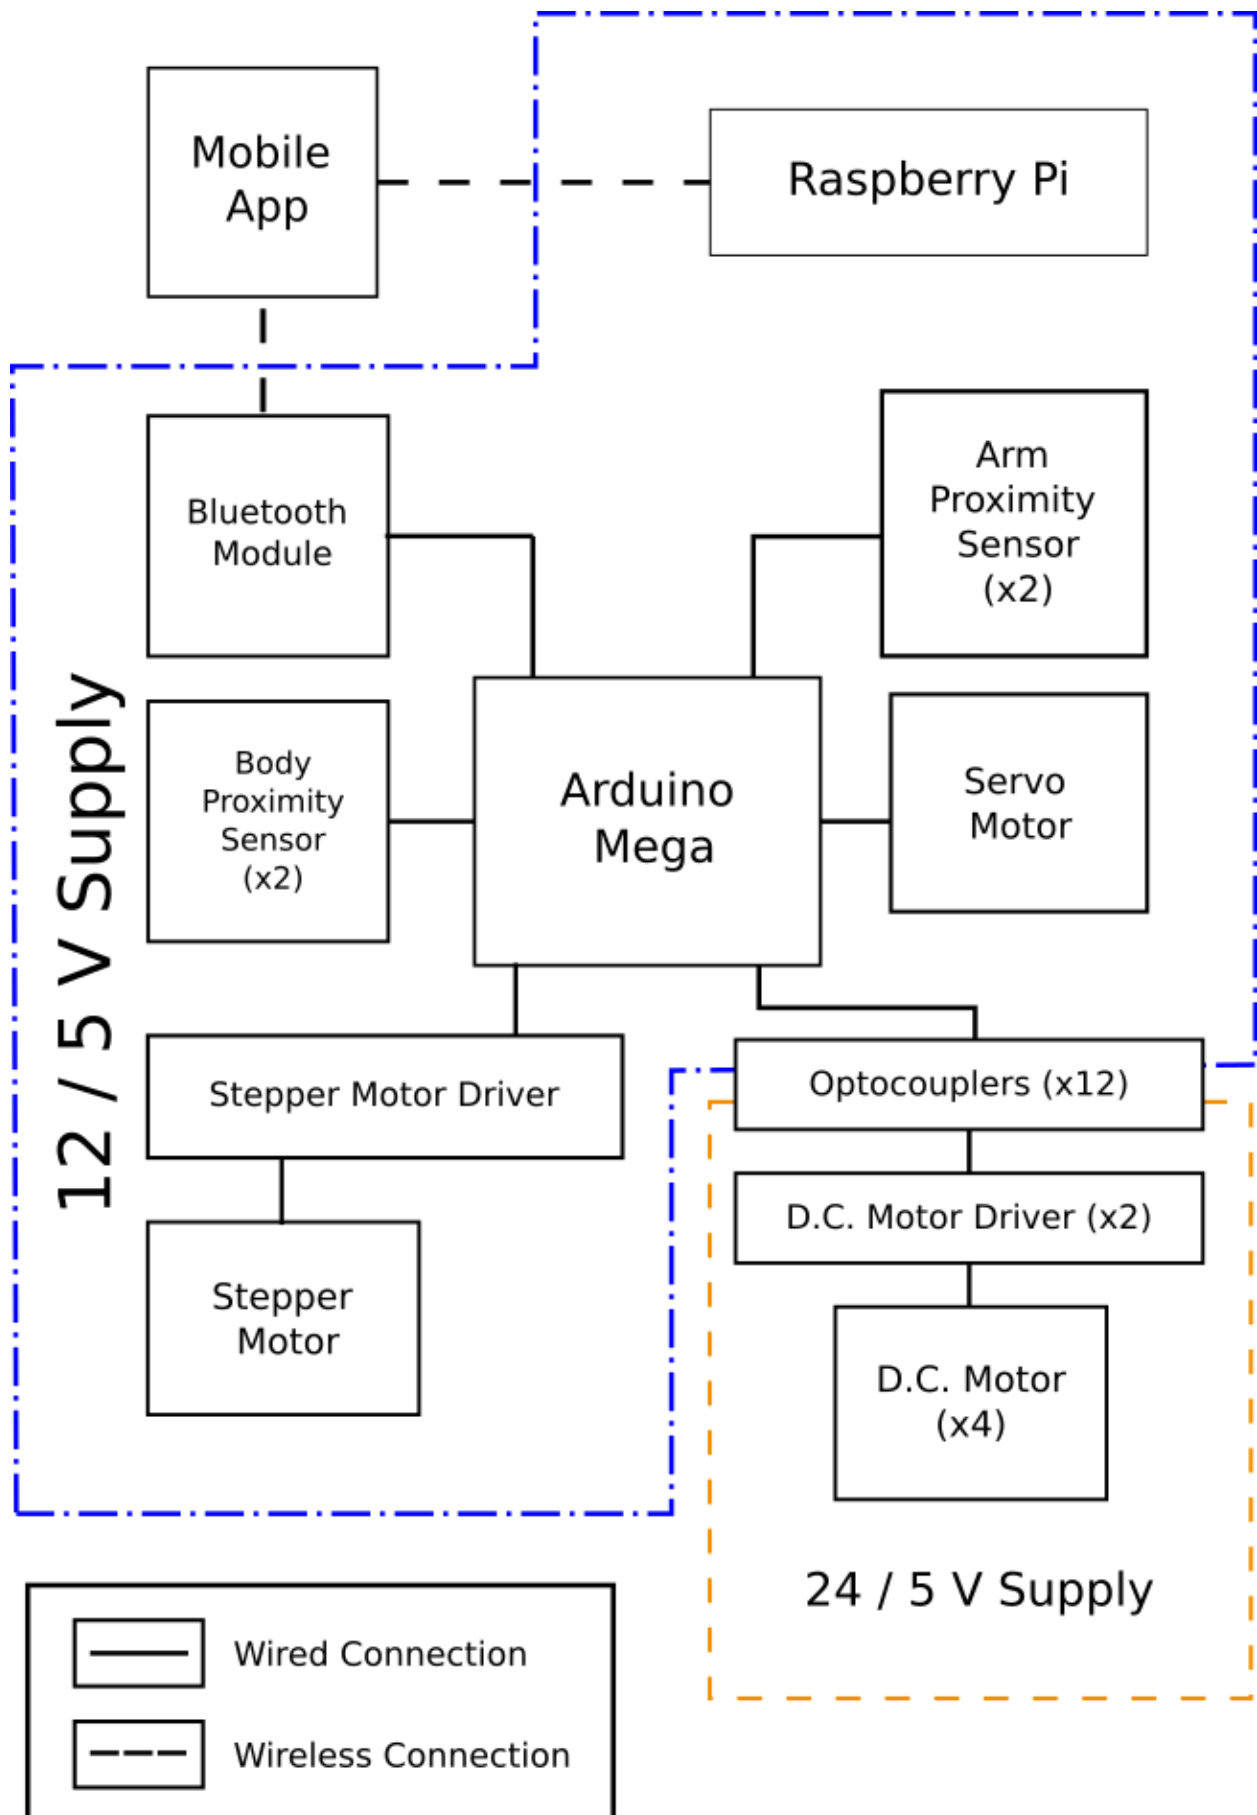 Mobile
App
Raspberry Pi
Bluetooth
Module
Arm
Proximity
Sensor
(x2)
Body
Proximity
Sensor
(x2)
Arduino
Mega
Servo
Motor
12 / 5 V Supply
Stepper Motor Driver
Optocouplers (x12)
D.C. Motor Driver (x2)
Stepper
Motor
D.C. Motor
(x4)
24 / 5 V Supply
Wired Connection
Wireless Connection